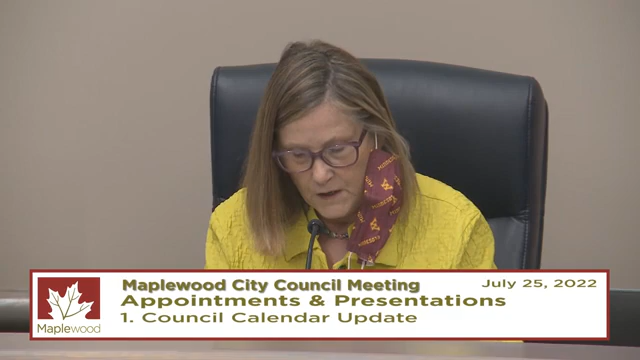 Maplewood City Council Meeting
July 25, 2022
Appointments & Presentations
1. Council Calendar Update
Maplewood